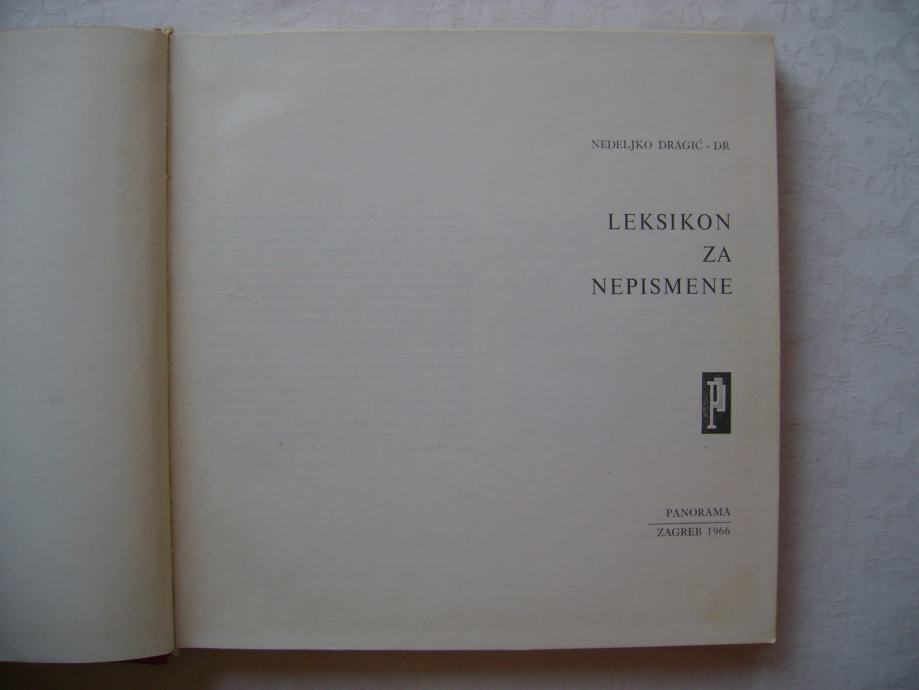 NEDELJKO DRAGIĆ - DR
LEKSIKON
ZA
NEPISMENE
PANORAMA
ZAGREB 1966